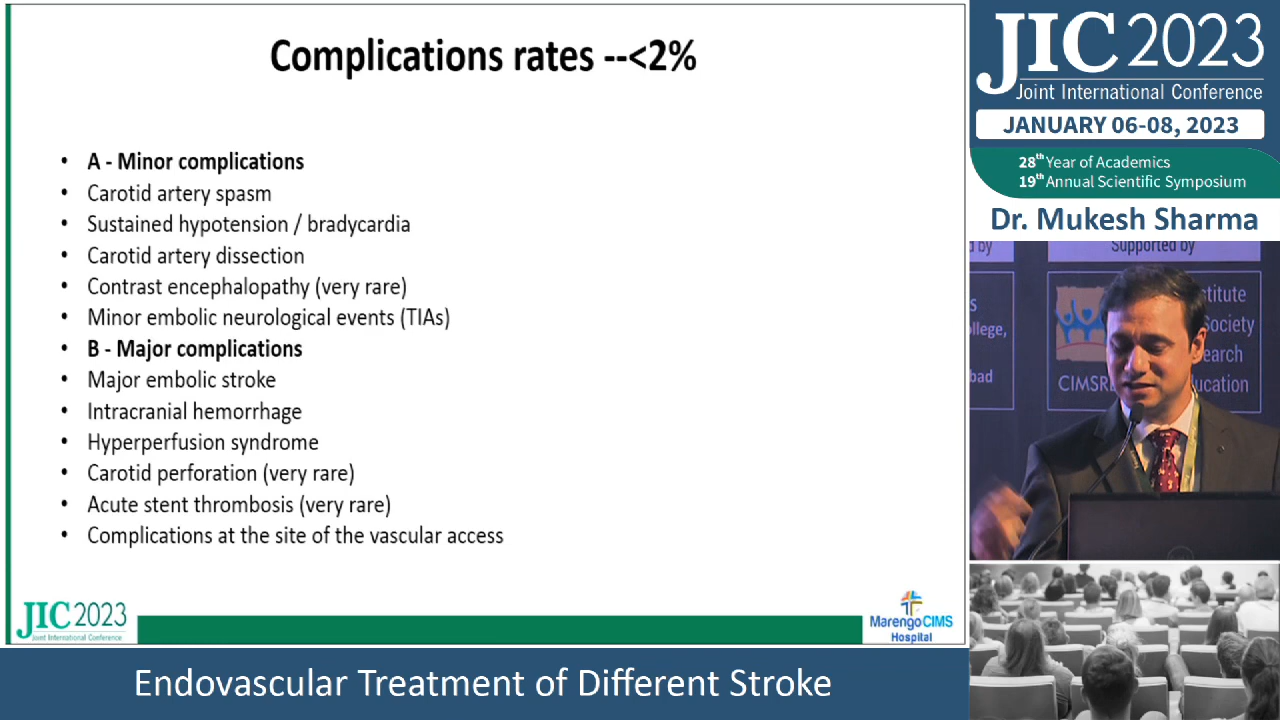 Complications rates --<2%
• A - Minor complications
• Carotid artery spasm
• Sustained hypotension / bradycardia
• Carotid artery dissection
• Contrast encephalopathy (very rare)
• Minor embolic neurological events (TIAs)
• B - Major complications
• Major embolic stroke
• Intracranial hemorrhage
• Hyperperfusion syndrome
• Carotid perforation (very rare)
• Acute stent thrombosis (very rare)
• Complications at the site of the vascular access
JIC 2023
Joint International Conference
MarengoCIMS
Hospital
Endovascular Treatment of Different Stroke
JIC 2023
Joint International Conference
JANUARY 06-08, 2023
28th Year of Academics
19th Annual Scientific Symposium
Dr. Mukesh Sharma
by
Supported by
Society